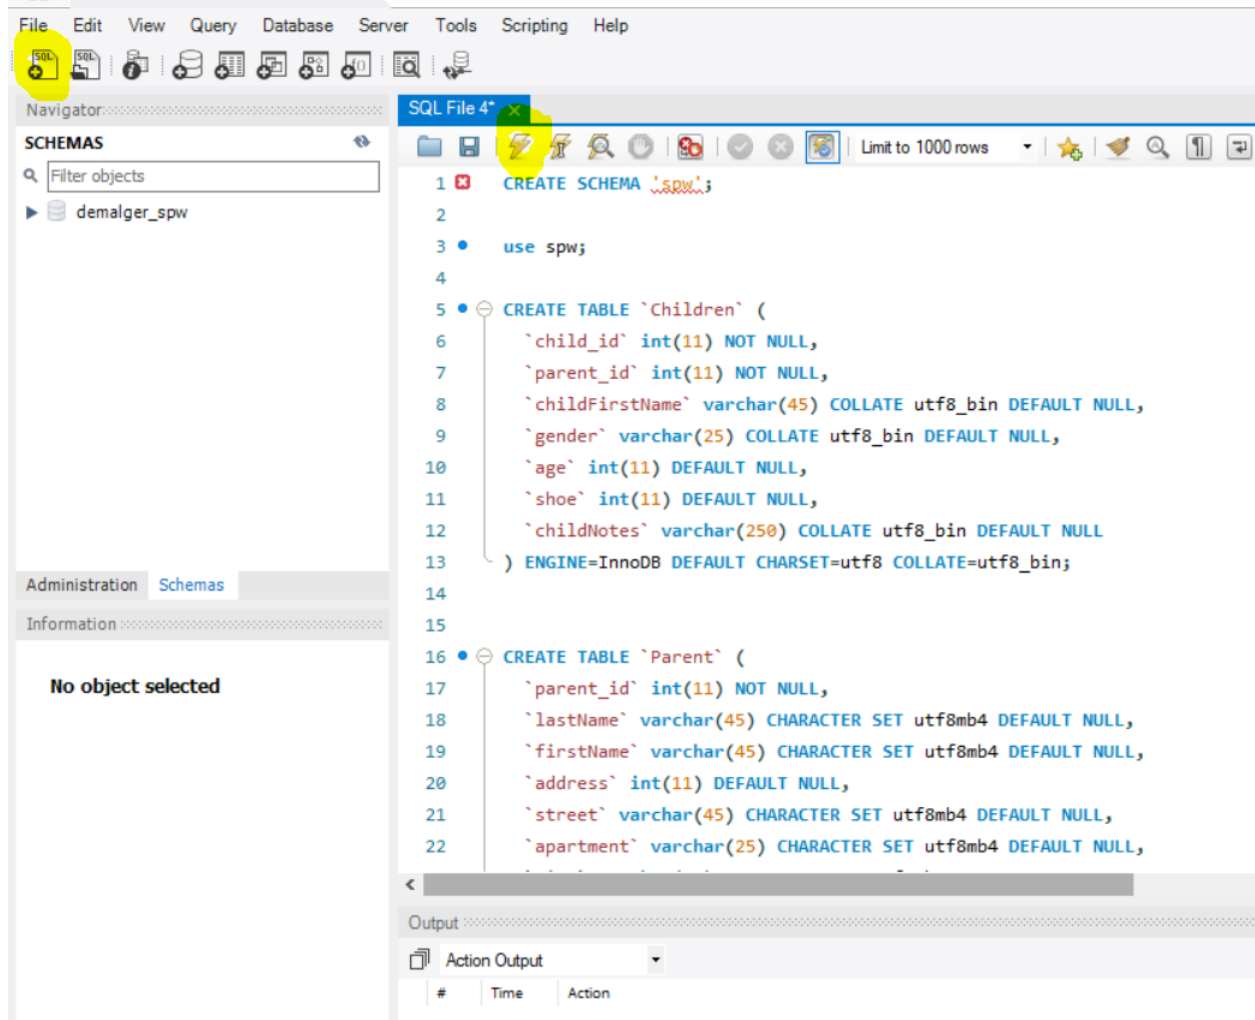 File Edit View Query Database Server Tools Scripting Help
SQL SQL
Navigator
SCHEMAS
Filter objects
demalger_spw
Administration Schemas
Information
No object selected
SQL File 4*
Limit to 1000 rows
1 CREATE SCHEMA 'spw';
2
3 use spw;
4
5 CREATE TABLE `Children` (
6 `child_id` int(11) NOT NULL,
7 `parent_id` int(11) NOT NULL,
8 `childFirstName` varchar(45) COLLATE utf8_bin DEFAULT NULL,
9 `gender` varchar(25) COLLATE utf8_bin DEFAULT NULL,
10 `age` int(11) DEFAULT NULL,
11 `shoe` int(11) DEFAULT NULL,
12 `childNotes` varchar(250) COLLATE utf8_bin DEFAULT NULL
13 ) ENGINE=InnoDB DEFAULT CHARSET=utf8 COLLATE=utf8_bin;
14
15
16 CREATE TABLE `Parent` (
17 `parent_id` int(11) NOT NULL,
18 `lastName` varchar(45) CHARACTER SET utf8mb4 DEFAULT NULL,
19 `firstName` varchar(45) CHARACTER SET utf8mb4 DEFAULT NULL,
20 `address` int(11) DEFAULT NULL,
21 `street` varchar(45) CHARACTER SET utf8mb4 DEFAULT NULL,
22 `apartment` varchar(25) CHARACTER SET utf8mb4 DEFAULT NULL,
Output
Action Output
# Time Action